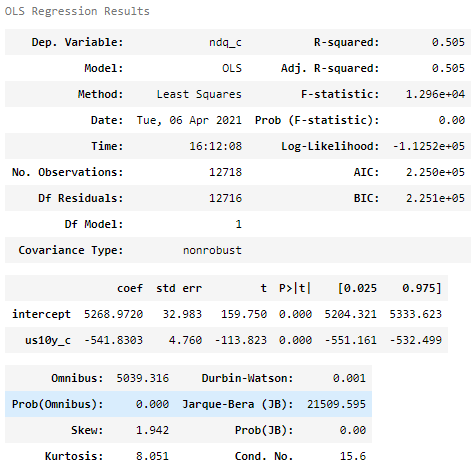 OLS Regression Results
Dep. Variable: ndq_c R-squared: 0.505
Model: OLS Adj. R-squared: 0.505
Method: Least Squares F-statistic: 1.296e+04
Date: Tue, 06 Apr 2021 Prob (F-statistic): 0.00
Time: 16:12:08 Log-Likelihood: -1.1252e+05
No. Observations: 12718 AIC: 2.250e+05
Df Residuals: 12716 BIC: 2.251e+05
Df Model: 1
Covariance Type: nonrobust
coef std err t P>|t| [0.025 0.975]
intercept 5268.9720 32.983 159.750 0.000 5204.321 5333.623
us10y_c -541.8303 4.760 -113.823 0.000 -551.161 -532.499
Omnibus: 5039.316 Durbin-Watson: 0.001
Prob(Omnibus): 0.000 Jarque-Bera (JB): 21509.595
Skew: 1.942 Prob(JB): 0.00
Kurtosis: 8.051 Cond. No. 15.6